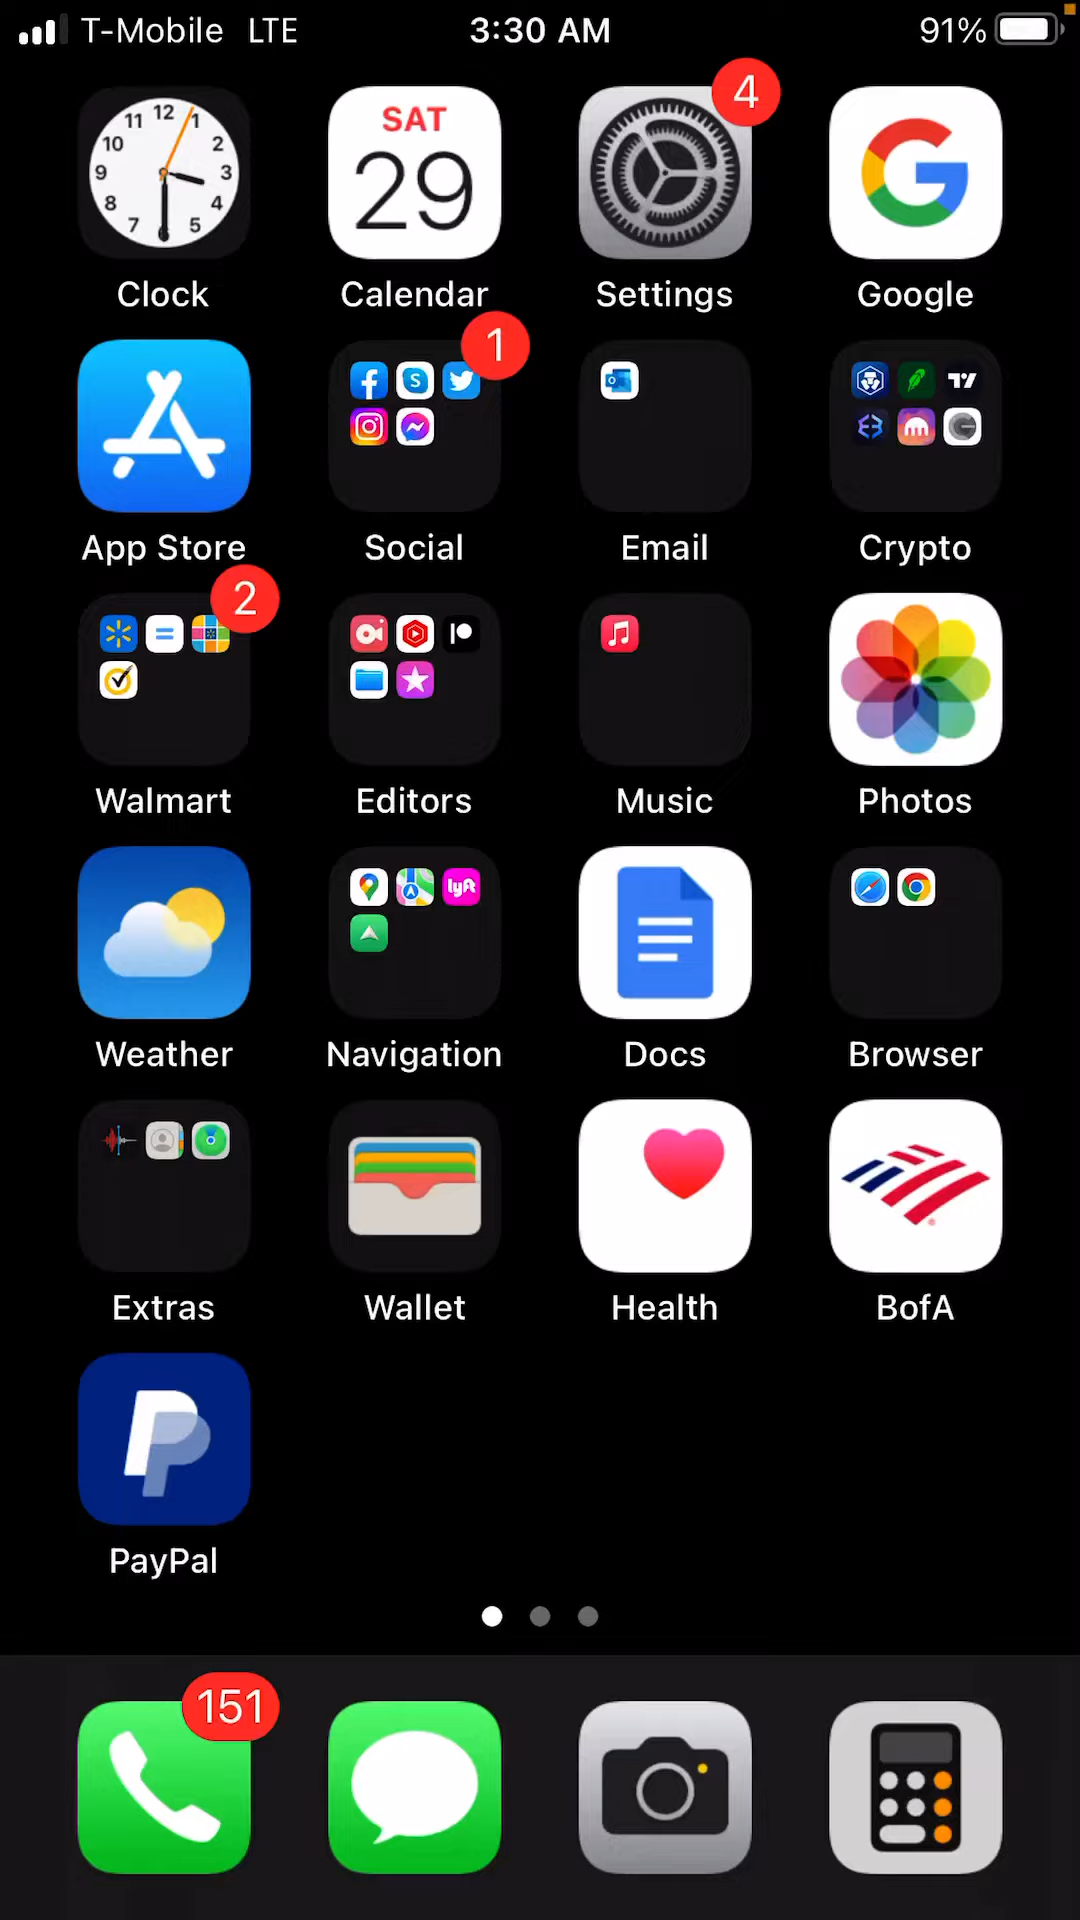 T-Mobile LTE 3:30 AM 91%
12
11 1
10 2
9 3
8 4
7 5
SAT
29
4
G
Clock Calendar Settings Google
1
App Store Social Email Crypto
2
Walmart Editors Music Photos
lyft
Weather Navigation Docs Browser
Extras Wallet Health BofA
PayPal
151